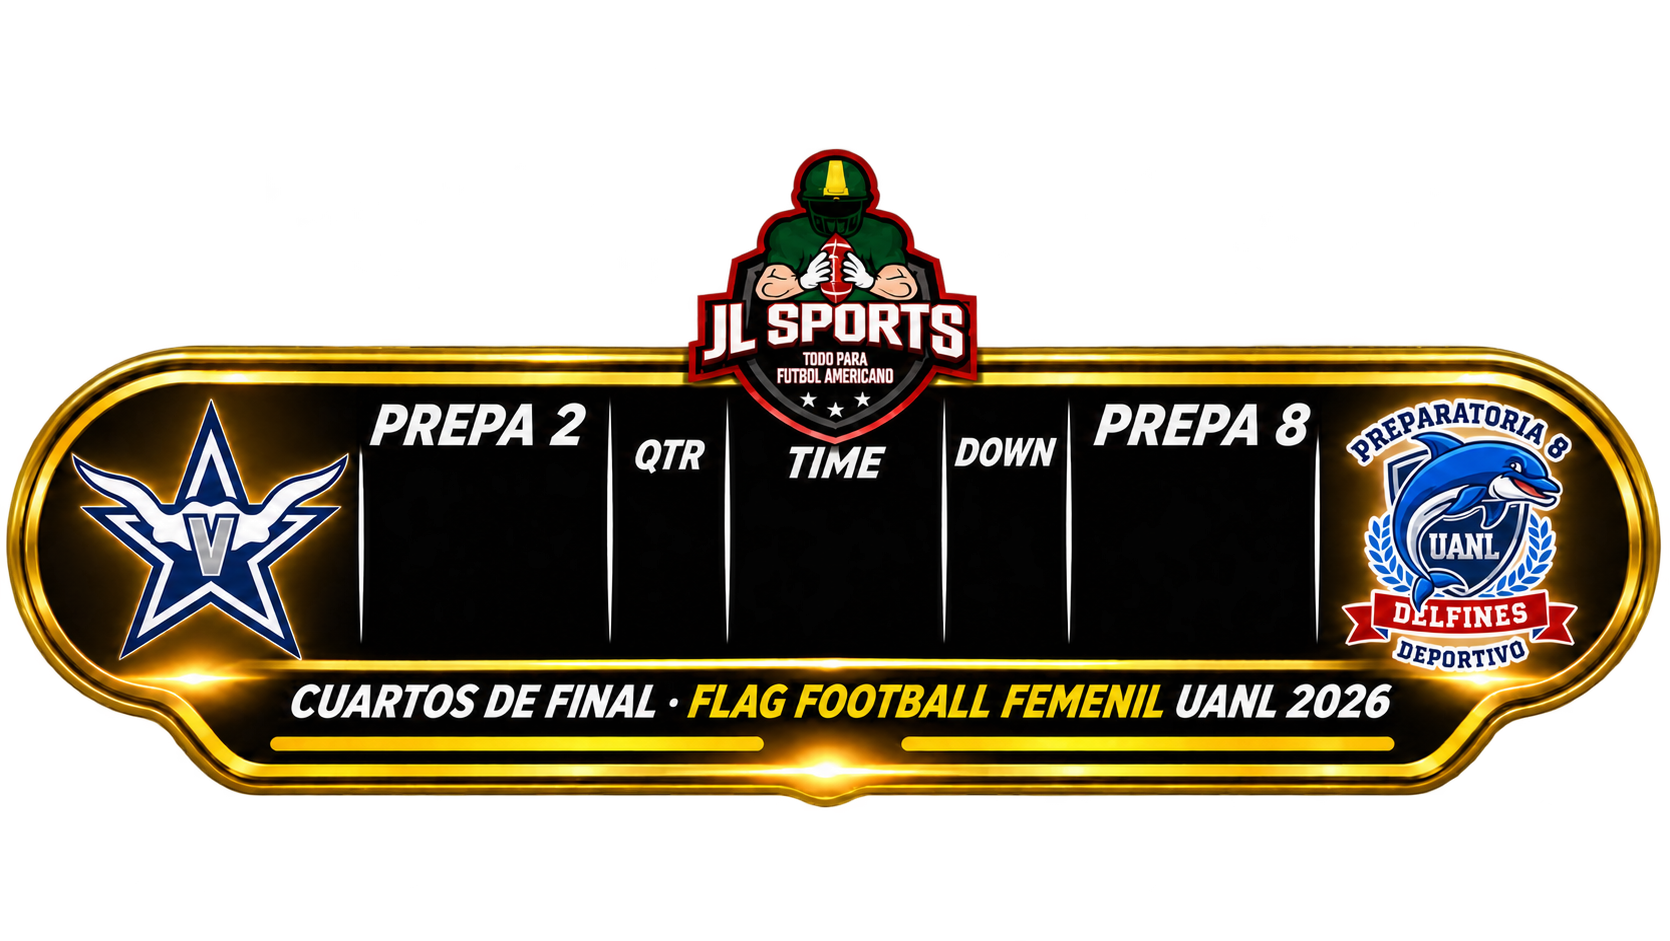 JL SPORTS
TODO PARA
FUTBOL AMERICANO
PREPA 2
QTR
TIME
DOWN
PREPA 8
V
PREPARATORIA 8
UANL
DELFINES
DEPORTIVO
CUARTOS DE FINAL · FLAG FOOTBALL FEMENIL UANL 2026